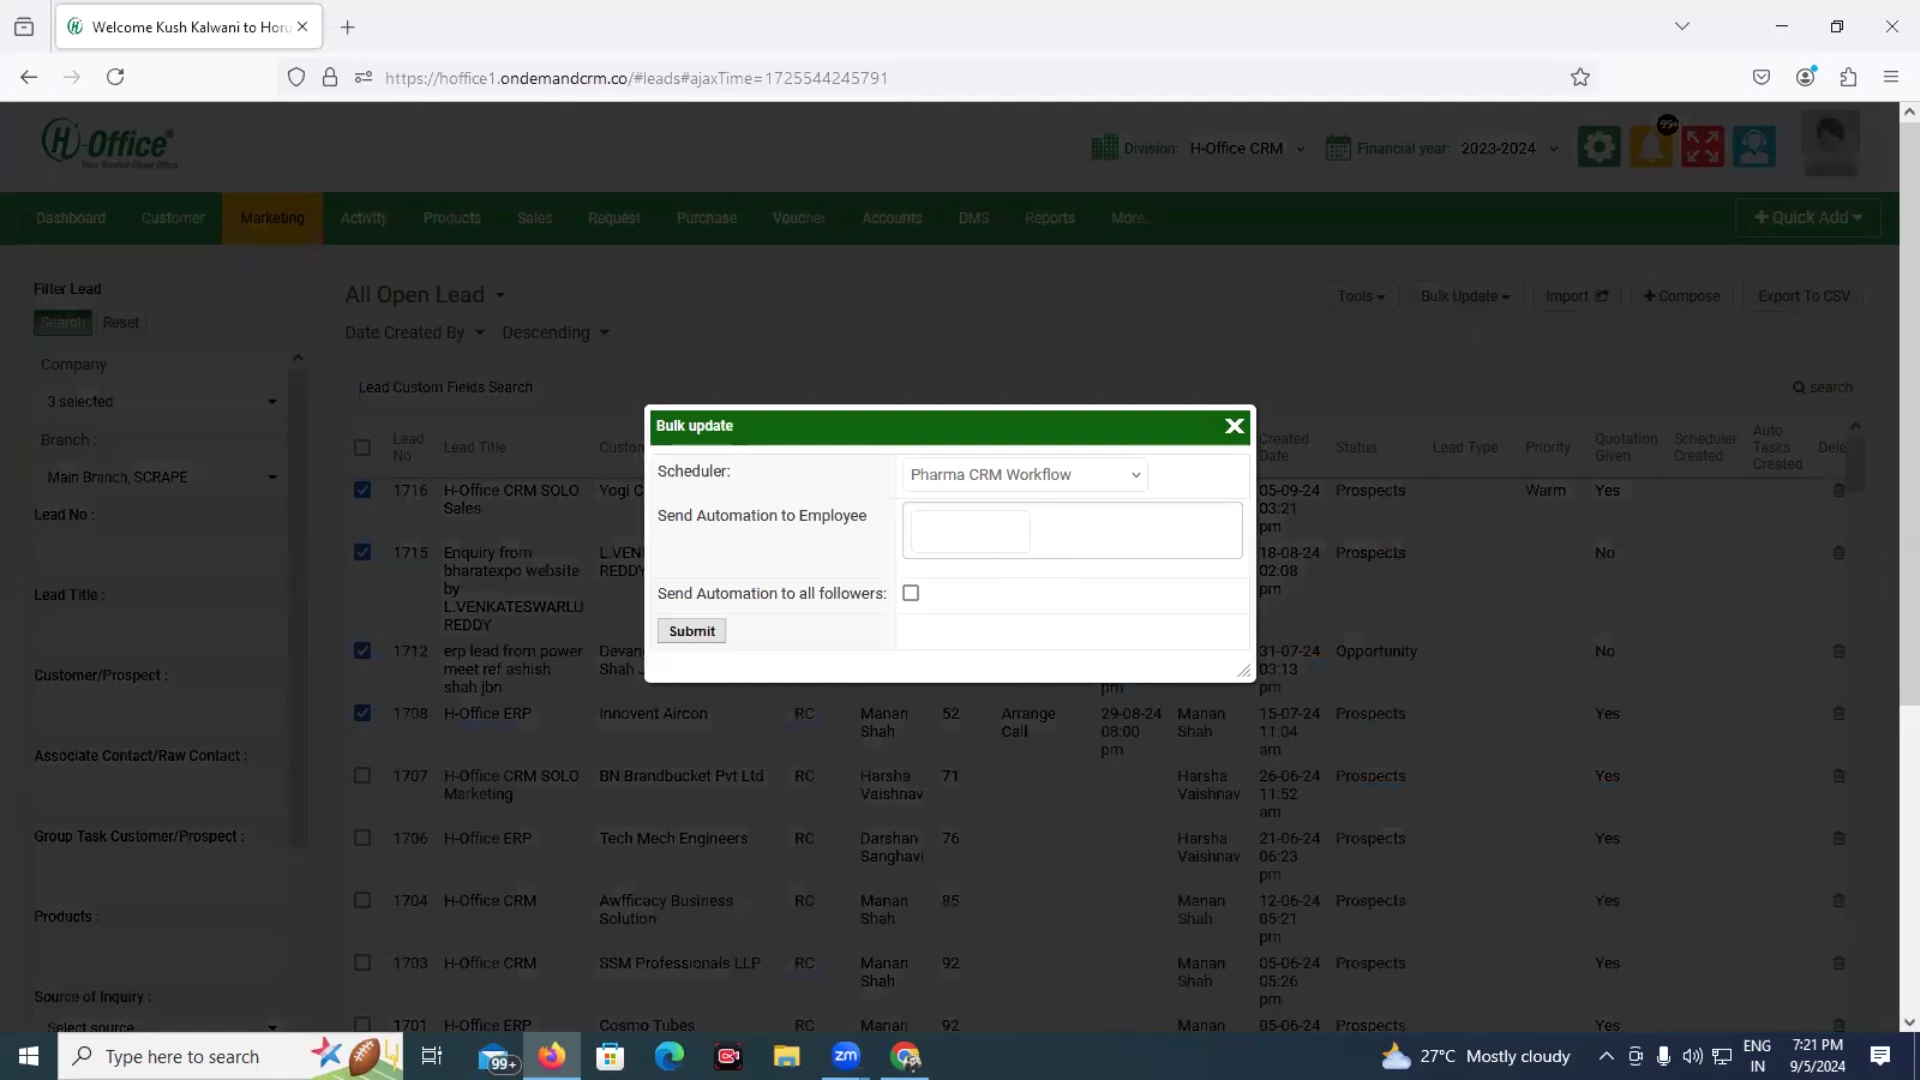 Welcome Kush Kalwani to Horu
https://hoffice1.ondemandcrm.co/#leads#ajaxTime=1725544245791
H-Office®
Your Trusted Cloud Office
Division: H-Office CRM
Financial year: 2023-2024
99+
Dashboard Customer Marketing Activity Products Sales Request Purchase Voucher Accounts DMS Reports More...
+ Quick Add
Filter Lead
Search Reset
Company
3 selected
Branch :
Main Branch, SCRAPE
Lead No :
Lead Title :
Customer/Prospect :
Associate Contact/Raw Contact :
Group Task Customer/Prospect :
Products :
Source of Inquiry :
Select source
All Open Lead
Tools Bulk Update Import + Compose Export To CSV
Date Created By Descending
Lead Custom Fields Search
search
Lead No Lead Title Custom
Created Date Status Lead Type Priority Quotation Given Scheduler Created Auto Tasks Created Dele
Bulk update
Scheduler: Pharma CRM Workflow
Send Automation to Employee
Send Automation to all followers:
Submit
1716 H-Office CRM SOLO Sales Yogi C 05-09-24 03:21 pm Prospects Warm Yes
1715 Enquiry from bharatexpo website by L.VENKATESWARLU REDDY L.VEN REDDY 18-08-24 02:08 pm Prospects No
1712 erp lead from power meet ref ashish shah jbn Devan Shah pm 31-07-24 03:13 pm Opportunity No
1708 H-Office ERP Innovent Aircon RC Manan Shah 52 Arrange Call 29-08-24 08:00 pm Manan Shah 15-07-24 11:04 am Prospects Yes
1707 H-Office CRM SOLO Marketing BN Brandbucket Pvt Ltd RC Harsha Vaishnav 71 Harsha Vaishnav 26-06-24 11:52 am Prospects Yes
1706 H-Office ERP Tech Mech Engineers RC Darshan Sanghavi 76 Harsha Vaishnav 21-06-24 06:23 pm Prospects Yes
1704 H-Office CRM Awfficacy Business Solution RC Manan Shah 85 Manan Shah 12-06-24 05:21 pm Prospects Yes
1703 H-Office CRM SSM Professionals LLP RC Manan Shah 92 Manan Shah 05-06-24 05:26 pm Prospects Yes
1701 H-Office ERP Cosmo Tubes RC Manan 92 Manan 05-06-24 Prospects Yes
Type here to search
99+
zm
27°C Mostly cloudy
ENG
IN
7:21 PM
9/5/2024